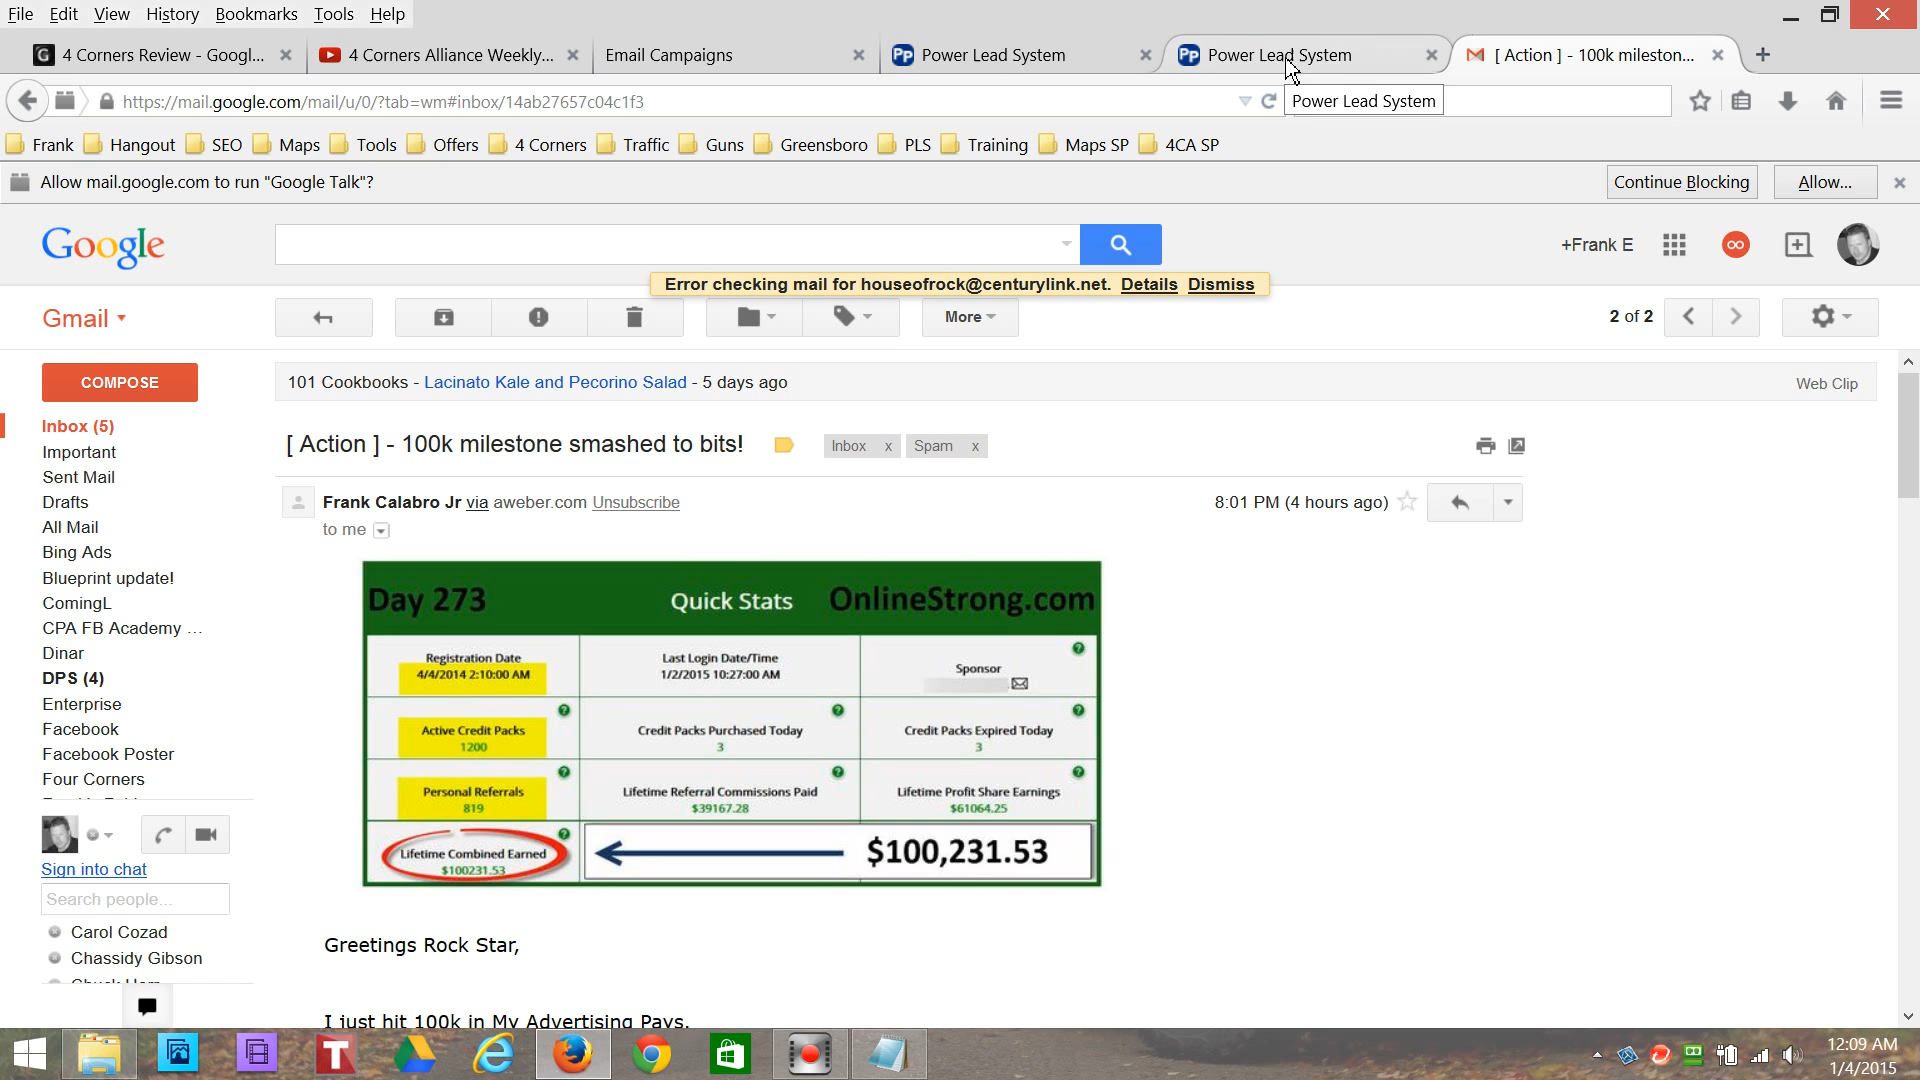 File Edit View History Bookmarks Tools Help
4 Corners Review - Googl... 4 Corners Alliance Weekly... Email Campaigns Power Lead System Power Lead System [ Action ] - 100k mileston...
https://mail.google.com/mail/u/0/?tab=wm#inbox/14ab27657c04c1f3
Power Lead System
Frank Hangout SEO Maps Tools Offers 4 Corners Traffic Guns Greensboro PLS Training Maps SP 4CA SP
Allow mail.google.com to run "Google Talk"? Continue Blocking Allow...
Google +Frank E
Error checking mail for houseofrock@centurylink.net. Details Dismiss
Gmail More 2 of 2
COMPOSE
101 Cookbooks - Lacinato Kale and Pecorino Salad - 5 days ago Web Clip
Inbox (5)
Important
Sent Mail
Drafts
All Mail
Bing Ads
Blueprint update!
ComingL
CPA FB Academy ...
Dinar
DPS (4)
Enterprise
Facebook
Facebook Poster
Four Corners
Sign into chat
Search people...
Carol Cozad
Chassidy Gibson
[ Action ] - 100k milestone smashed to bits! Inbox x Spam x
Frank Calabro Jr via aweber.com Unsubscribe 8:01 PM (4 hours ago)
to me
Day 273 Quick Stats OnlineStrong.com
Registration Date
4/4/2014 2:10:00 AM
Last Login Date/Time
1/2/2015 10:27:00 AM
Sponsor
Active Credit Packs
1200
Credit Packs Purchased Today
3
Credit Packs Expired Today
3
Personal Referrals
819
Lifetime Referral Commissions Paid
$39167.28
Lifetime Profit Share Earnings
$61064.25
Lifetime Combined Earned
$100231.53
$100,231.53
Greetings Rock Star,
I just hit 100k in My Advertising Pays.
12:09 AM
1/4/2015